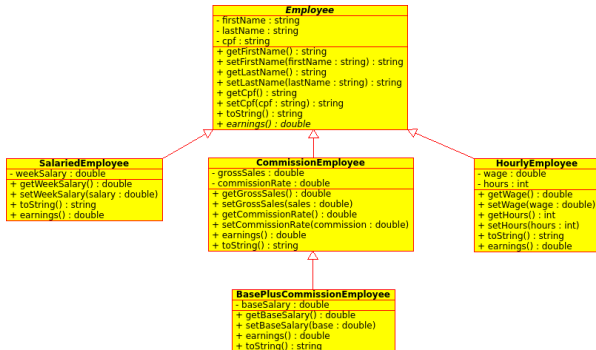 Employee
- firstName : string
- lastName : string
- cpf : string
+ getFirstName() : string
+ setFirstName(firstName : string) : string
+ getLastName() : string
+ setLastName(lastName : string) : string
+ getCpf() : string
+ setCpf(cpf : string) : string
+ toString() : string
+ earnings() : double
SalariedEmployee
- weekSalary : double
+ getWeekSalary() : double
+ setWeekSalary(salary : double)
+ toString() : string
+ earnings() : double
CommissionEmployee
- grossSales : double
- commissionRate : double
+ getGrossSales() : double
+ setGrossSales(sales : double)
+ getCommissionRate() : double
+ setCommissionRate(commission : double)
+ earnings() : double
+ toString() : string
HourlyEmployee
- wage : double
- hours : int
+ getWage() : double
+ setWage(wage : double)
+ getHours() : int
+ setHours(hours : int)
+ toString() : string
+ earnings() : double
BasePlusCommissionEmployee
- baseSalary : double
+ getBaseSalary() : double
+ setBaseSalary(base : double)
+ earnings() : double
+ toString() : string